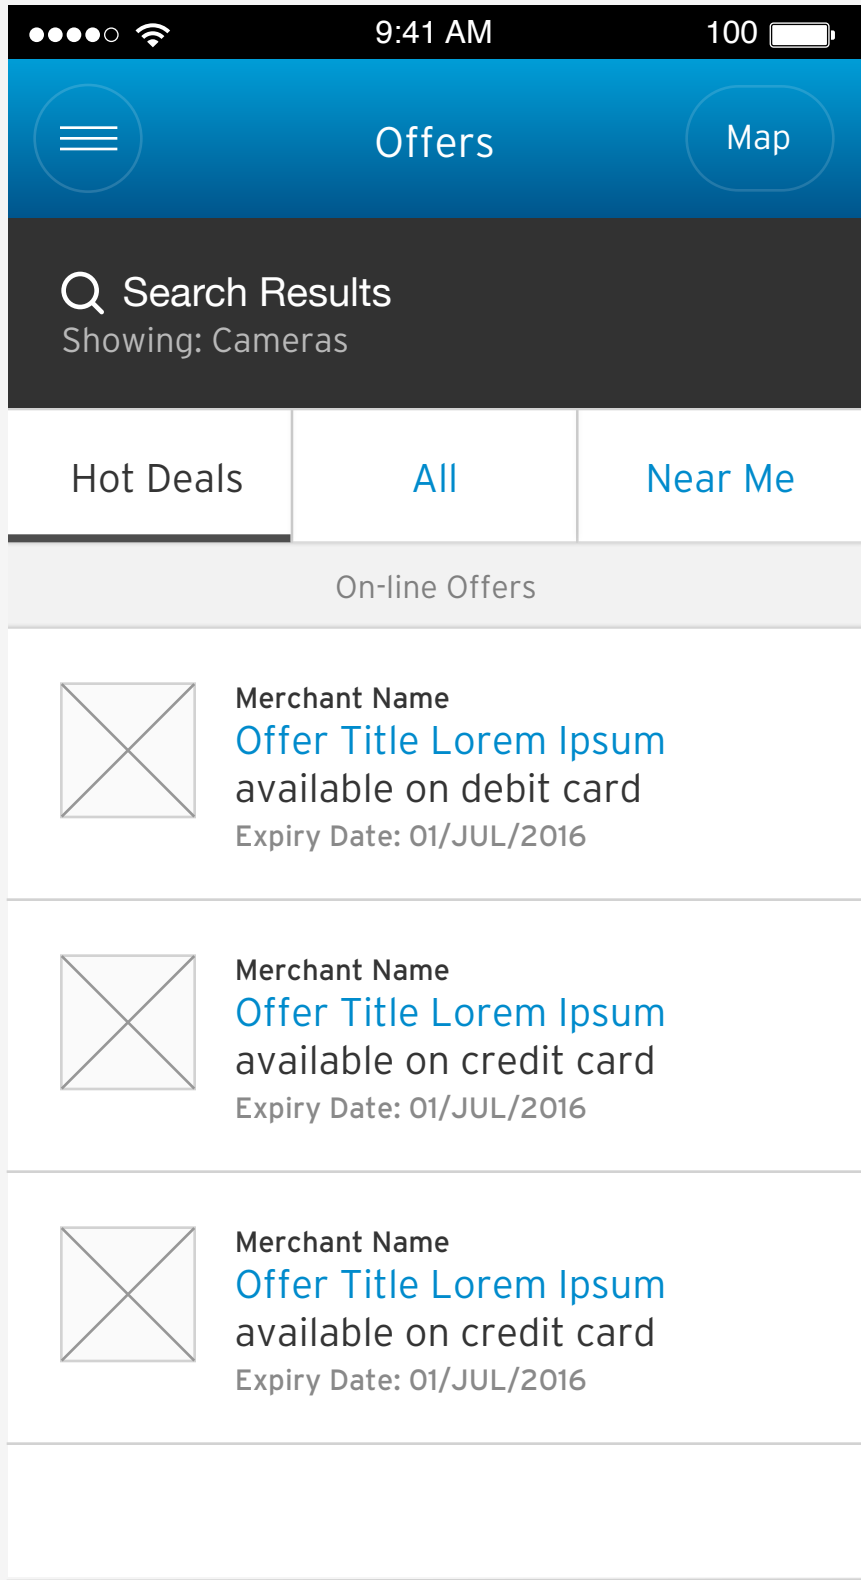 9:41 AM 100
Offers Map
Search Results
Showing: Cameras
Hot Deals All Near Me
On-line Offers
Merchant Name
Offer Title Lorem Ipsum
available on debit card
Expiry Date: 01/JUL/2016
Merchant Name
Offer Title Lorem Ipsum
available on credit card
Expiry Date: 01/JUL/2016
Merchant Name
Offer Title Lorem Ipsum
available on credit card
Expiry Date: 01/JUL/2016